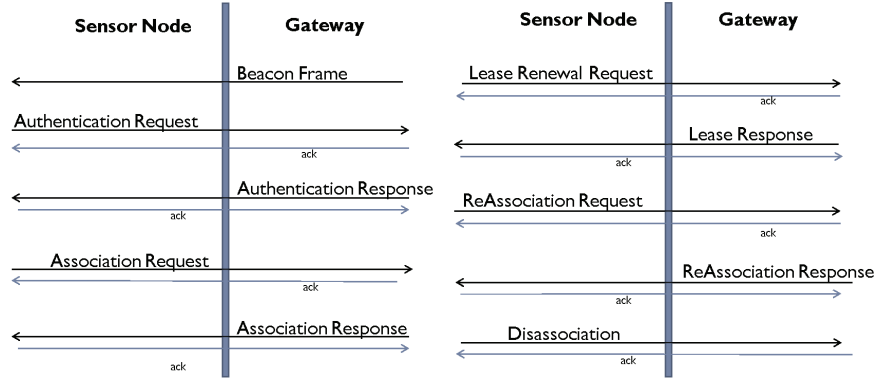 Sensor Node Gateway
Beacon Frame
Authentication Request
ack
Authentication Response
ack
Association Request
ack
Association Response
ack
Sensor Node Gateway
Lease Renewal Request
ack
Lease Response
ack
ReAssociation Request
ack
ReAssociation Response
ack
Disassociation
ack